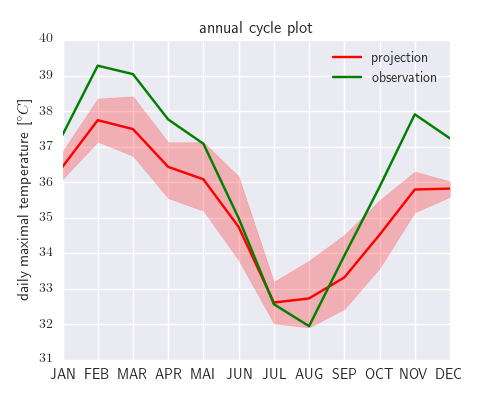 annual cycle plot
projection
observation
daily maximal temperature [°C]
40
39
38
37
36
35
34
33
32
31
JAN FEB MAR APR MAI JUN JUL AUG SEP OCT NOV DEC